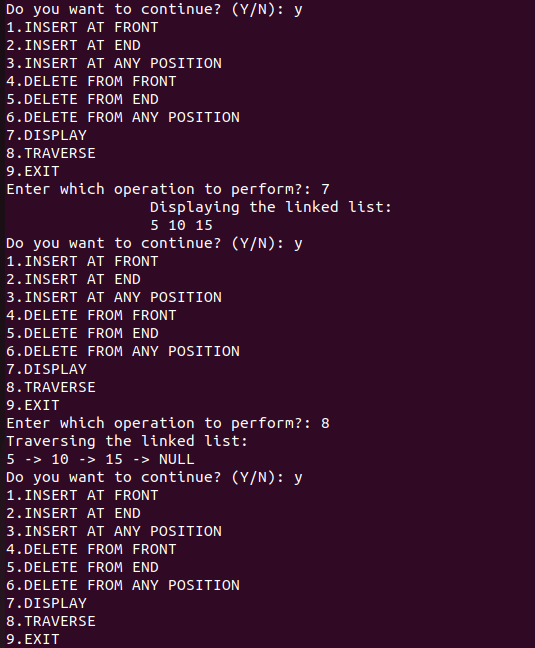 Do you want to continue? (Y/N): y
1.INSERT AT FRONT
2.INSERT AT END
3.INSERT AT ANY POSITION
4.DELETE FROM FRONT
5.DELETE FROM END
6.DELETE FROM ANY POSITION
7.DISPLAY
8.TRAVERSE
9.EXIT
Enter which operation to perform?: 7
Displaying the linked list:
5 10 15
Do you want to continue? (Y/N): y
1.INSERT AT FRONT
2.INSERT AT END
3.INSERT AT ANY POSITION
4.DELETE FROM FRONT
5.DELETE FROM END
6.DELETE FROM ANY POSITION
7.DISPLAY
8.TRAVERSE
9.EXIT
Enter which operation to perform?: 8
Traversing the linked list:
5 -> 10 -> 15 -> NULL
Do you want to continue? (Y/N): y
1.INSERT AT FRONT
2.INSERT AT END
3.INSERT AT ANY POSITION
4.DELETE FROM FRONT
5.DELETE FROM END
6.DELETE FROM ANY POSITION
7.DISPLAY
8.TRAVERSE
9.EXIT